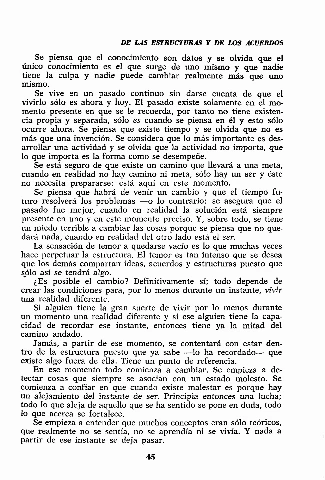 DE LAS ESTRUCTURAS Y DE LOS ACUERDOS
Se piensa que el conocimiento son datos y se olvida que el
único conocimiento es el que surge de uno mismo y que nadie
tiene la culpa y nadie puede cambiar realmente más que uno
mismo.
Se vive en un pasado continuo sin darse cuenta de que el
vivirlo sólo es ahora y hoy. El pasado existe solamente en el mo-
mento presente en que se le recuerda, por tanto no tiene existen-
cia propia y separada, sólo es cuando se piensa en él y esto sólo
ocurre ahora. Se piensa que existe tiempo y se olvida que no es
más que una invención. Se considera que lo más importante es des-
arrollar una actividad y se olvida que la actividad no importa, que
lo que importa es la forma como se desempeñe.
Se está seguro de que existe un camino que llevará a una meta,
cuando en realidad no hay camino ni meta, sólo hay un ser y éste
no necesita prepararse: está aquí en este momento.
Se piensa que habrá de venir un cambio y que el tiempo fu-
turo resolverá los problemas —o lo contrario: se asegura que el
pasado fue mejor, cuando en realidad la solución está siempre
presente en uno y en este momento preciso. Y, sobre todo, se tiene
un miedo terrible a cambiar las cosas porque se piensa que no que-
dará nada, cuando en realidad del otro lado está el ser.
La sensación de temor a quedarse vacío es lo que muchas veces
hace perpetuar la estructura. El temor es tan intenso que se desea
que los demás comportan ideas, acuerdos y estructuras puesto que
sólo así se tendrá algo.
¿Es posible el cambio? Definitivamente sí; todo depende de
crear las condiciones para, por lo menos durante un instante, vivir
una realidad diferente.
Si alguien tiene la gran suerte de vivir por lo menos durante
un momento una realidad diferente y si ese alguien tiene la capa-
cidad de recordar ese instante, entonces tiene ya la mitad del
camino andado.
Jamás, a partir de ese momento, se contentará con estar den-
tro de la estructura puesto que ya sabe —lo ha recordado— que
existe algo fuera de ella. Tiene un punto de referencia.
En ese momento todo comienza a cambiar. Se empieza a de-
tectar cosas que siempre se asocian con un estado molesto. Se
comienza a confiar en que cuando existe malestar es porque hay
un alejamiento del instante de ser. Principia entonces una lucha;
todo lo que aleja de aquello que se ha sentido se pone en duda, todo
lo que acerca se fortalece.
Se empieza a entender que muchos conceptos eran sólo teóricos,
que realmente no se sentía, no se aprendía ni se vivía. Y nada a
partir de ese instante se deja pasar.
45